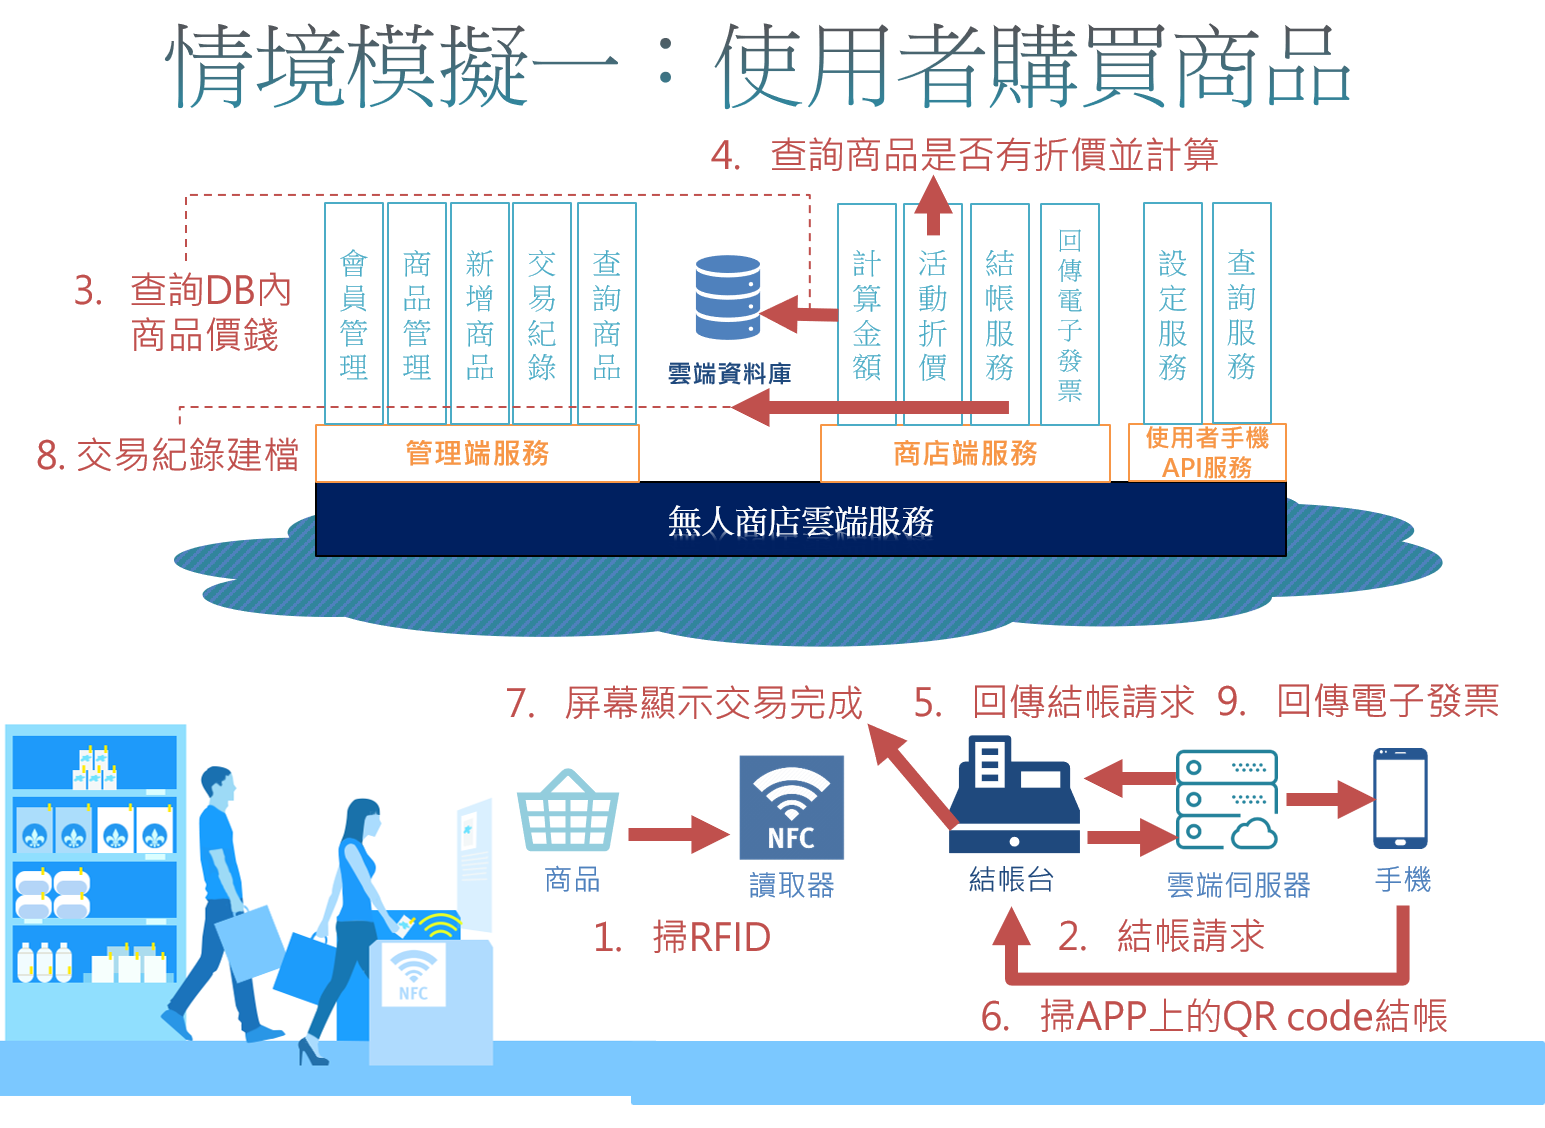 情境模擬一：使用者購買商品
4. 查詢商品是否有折價並計算
3. 查詢DB內
商品價錢
8. 交易紀錄建檔
會員管理
商品管理
新增商品
交易紀錄
查詢商品
雲端資料庫
計算金額
活動折價
結帳服務
回傳電子發票
設定服務
查詢服務
管理端服務
商店端服務
使用者手機
API服務
無人商店雲端服務
7. 屏幕顯示交易完成
5. 回傳結帳請求
9. 回傳電子發票
NFC
商品
讀取器
結帳台
雲端伺服器
手機
1. 掃RFID
2. 結帳請求
6. 掃APP上的QR code結帳
NFC